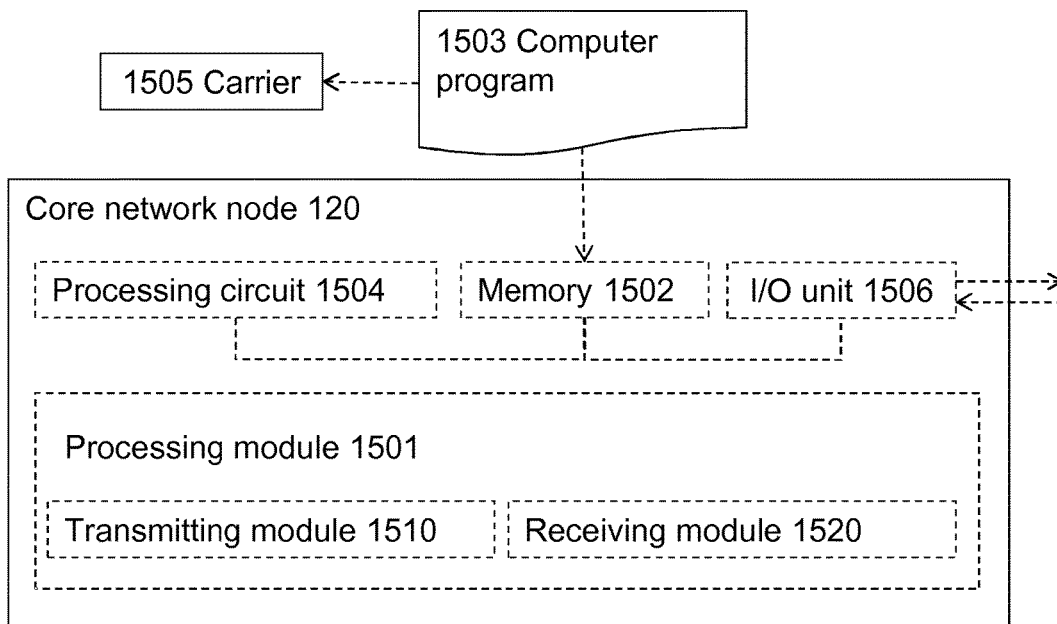 1503 Computer
program
1505 Carrier
Core network node 120
Processing circuit 1504
Memory 1502
I/O unit 1506
Processing module 1501
Transmitting module 1510
Receiving module 1520